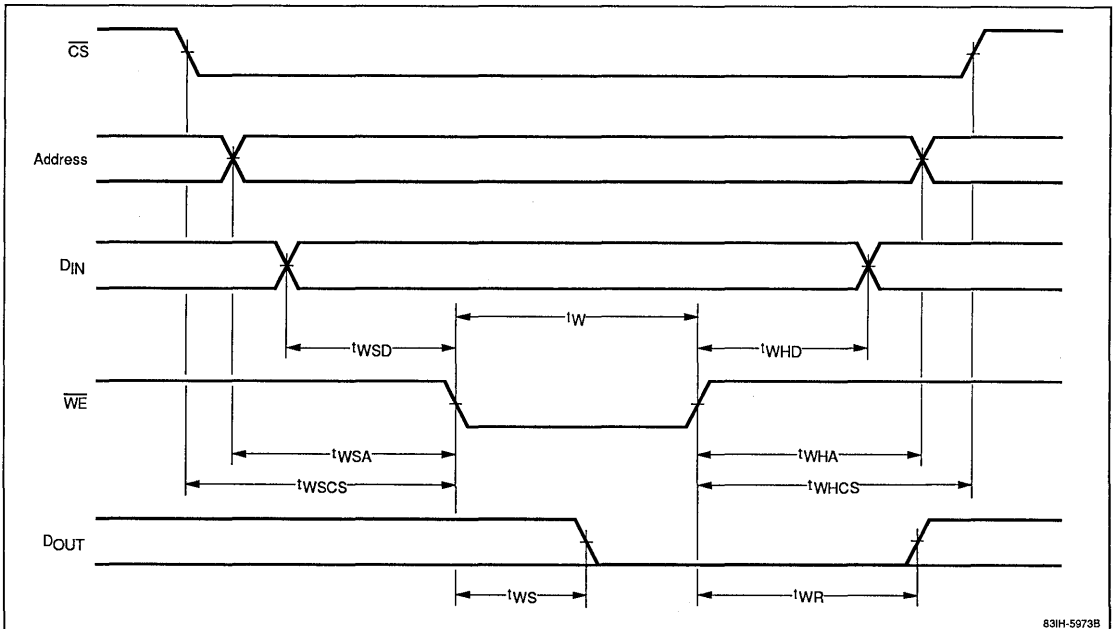 CS
Address
DIN
tW
tWSD
tWHD
WE
tWSA
tWHA
tWSCS
tWHCS
DOUT
tWS
tWR
83IH-5973B